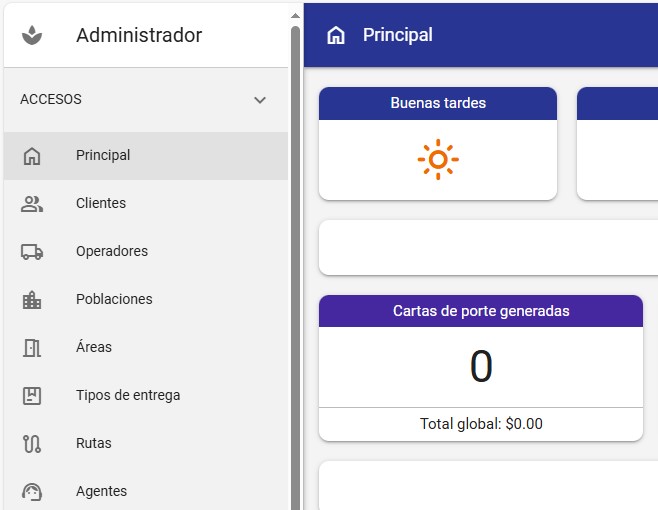 Administrador
ACCESOS
Principal
Clientes
Operadores
Poblaciones
Áreas
Tipos de entrega
Rutas
Agentes
Principal
Buenas tardes
Cartas de porte generadas
0
Total global: $0.00